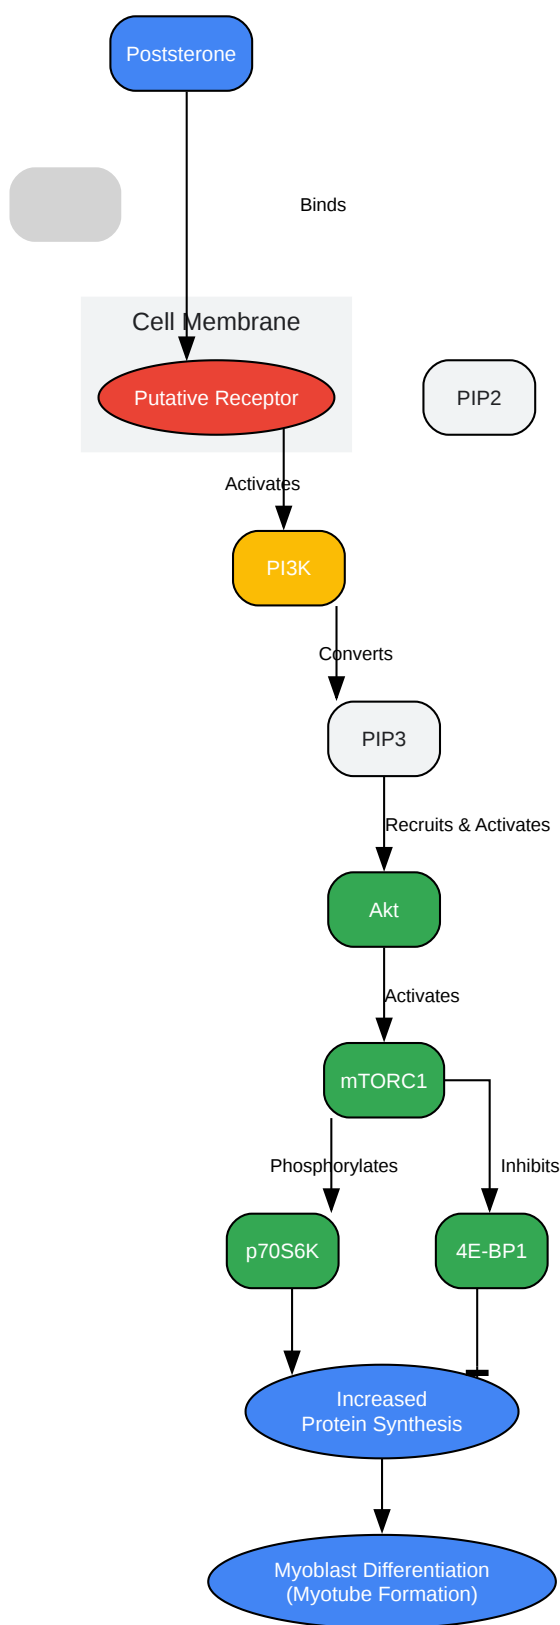 Poststerone
Binds
Cell Membrane
Putative Receptor
PIP2
Activates
PI3K
Converts
PIP3
Recruits & Activates
Akt
Activates
mTORC1
Phosphorylates
Inhibits
p70S6K
4E-BP1
Increased
Protein Synthesis
Myoblast Differentiation
(Myotube Formation)